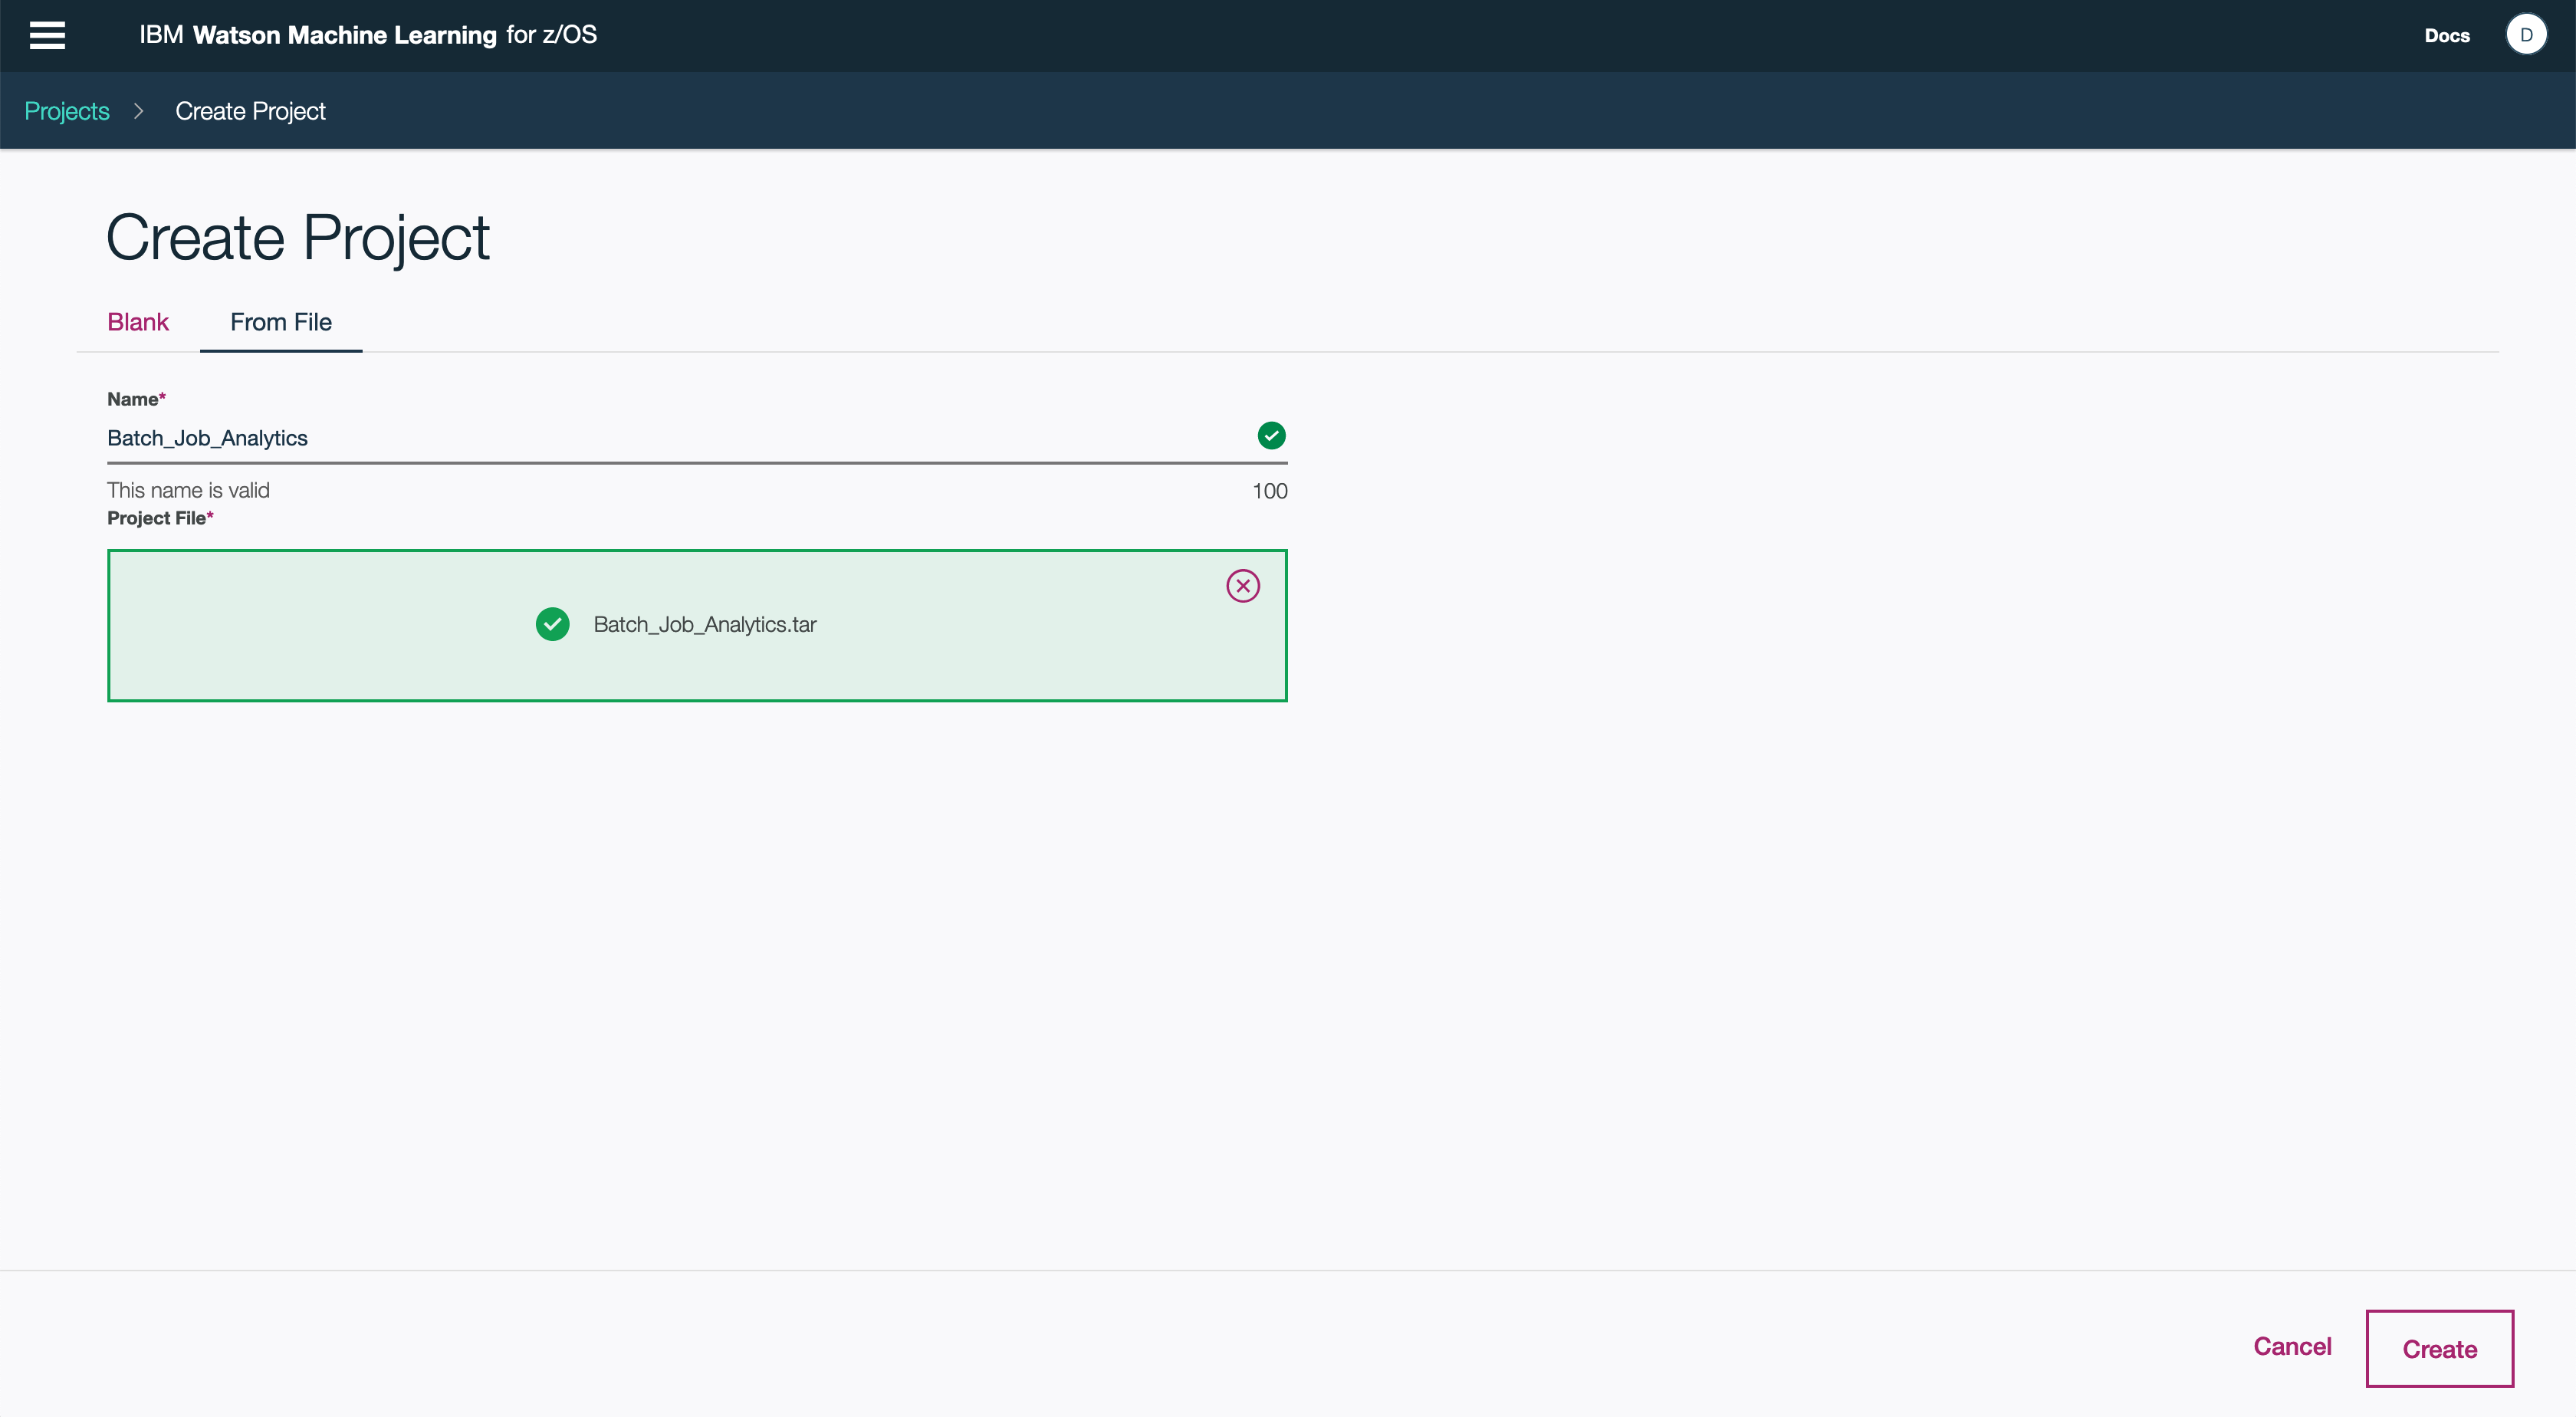 IBM Watson Machine Learning for z/OS
Docs
D
Projects > Create Project
Create Project
Blank
From File
Name*
Batch_Job_Analytics
This name is valid
100
Project File*
Batch_Job_Analytics.tar
Cancel
Create